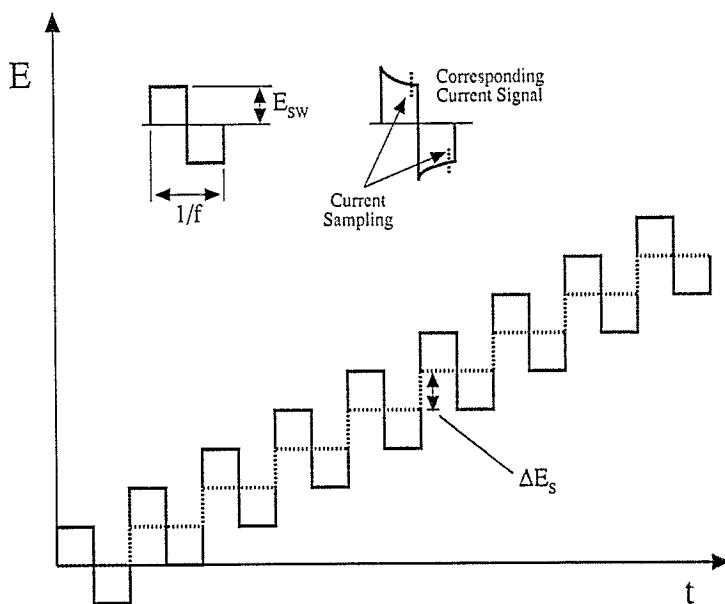 E
E_SW
1/f
Corresponding
Current Signal
Current
Sampling
ΔE_S
t